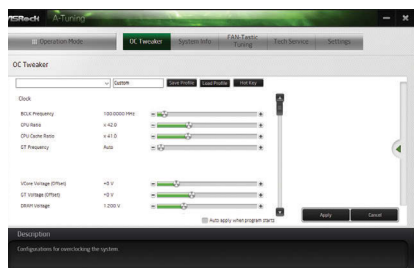 ASRock A-Tuning
Operation Mode
OC Tweaker
System Info
FAN-Tastic
Tuning
Tech Service
Settings
OC Tweaker
Custom
Save Profile
Load Profile
Hot Key
Clock
BCLK Frequency 100.0000 MHz
CPU Ratio x 42.0
CPU Cache Ratio x 41.0
GT Frequency Auto
VCore Voltage (Offset) +0 V
GT Voltage (Offset) +0 V
DRAM Voltage 1.200 V
Auto apply when program starts
Apply
Cancel
Description
Configurations for overclocking the system